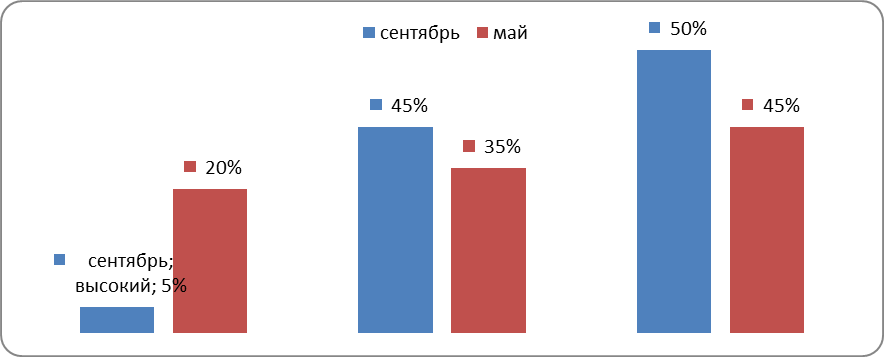 сентябрь май
50%
45%
45%
35%
20%
сентябрь;
высокий; 5%